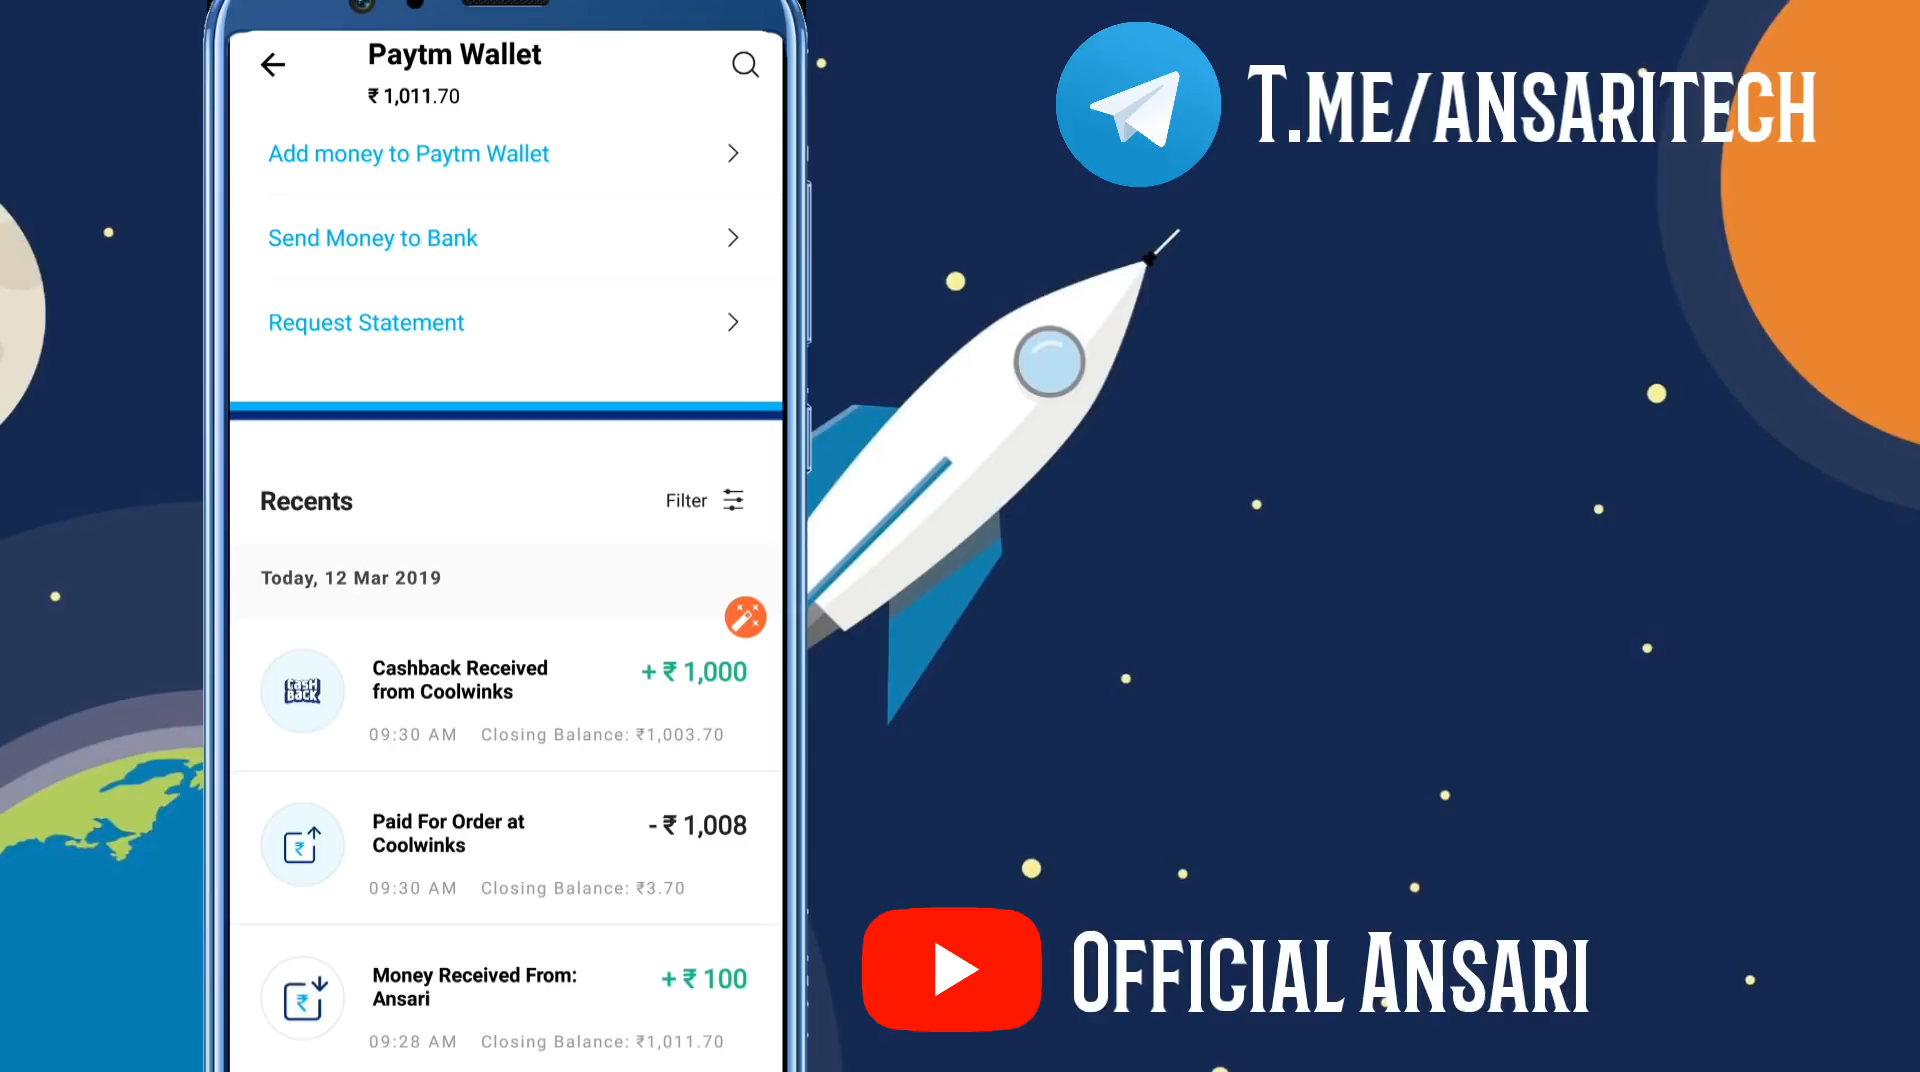 Paytm Wallet
₹ 1,011.70
Add money to Paytm Wallet
Send Money to Bank
Request Statement
Recents
Filter
Today, 12 Mar 2019
CASH
BACK
Cashback Received
from Coolwinks
+ ₹ 1,000
09:30 AM Closing Balance: ₹1,003.70
Paid For Order at
Coolwinks
- ₹ 1,008
09:30 AM Closing Balance: ₹3.70
Money Received From:
Ansari
+ ₹ 100
09:28 AM Closing Balance: ₹1,011.70
T.ME/ANSARITECH
OFFICIAL ANSARI